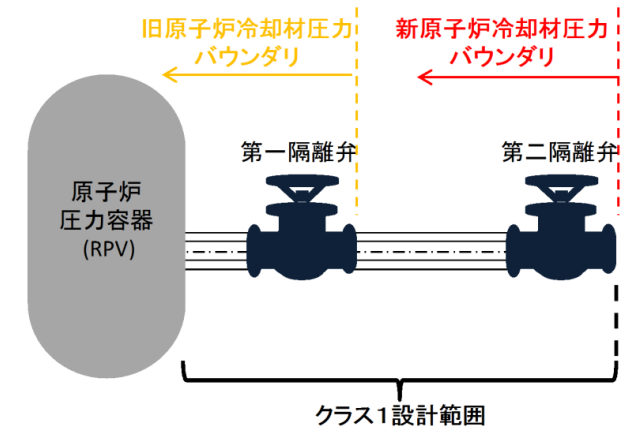 旧原子炉冷却材圧力
バウンダリ
新原子炉冷却材圧力
バウンダリ
第一隔離弁
第二隔離弁
原子炉
圧力容器
(RPV)
クラス1設計範囲